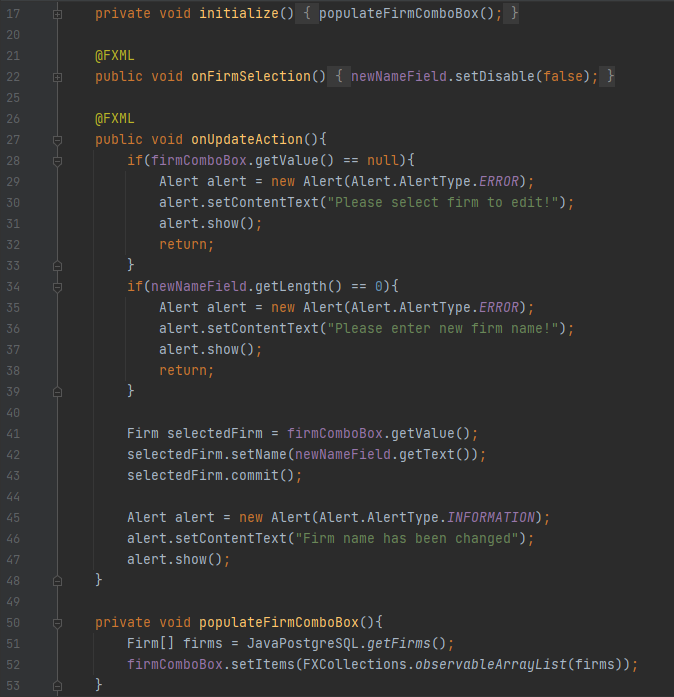 17 private void initialize() { populateFirmComboBox(); }
20
21 @FXML
22 public void onFirmSelection() { newNameField.setDisable(false); }
25
26 @FXML
27 public void onUpdateAction(){
28 if(firmComboBox.getValue() == null){
29 Alert alert = new Alert(Alert.AlertType.ERROR);
30 alert.setContentText("Please select firm to edit!");
31 alert.show();
32 return;
33 }
34 if(newNameField.getLength() == 0){
35 Alert alert = new Alert(Alert.AlertType.ERROR);
36 alert.setContentText("Please enter new firm name!");
37 alert.show();
38 return;
39 }
40
41 Firm selectedFirm = firmComboBox.getValue();
42 selectedFirm.setName(newNameField.getText());
43 selectedFirm.commit();
44
45 Alert alert = new Alert(Alert.AlertType.INFORMATION);
46 alert.setContentText("Firm name has been changed");
47 alert.show();
48 }
49
50 private void populateFirmComboBox(){
51 Firm[] firms = JavaPostgreSQL.getFirms();
52 firmComboBox.setItems(FXCollections.observableArrayList(firms));
53 }